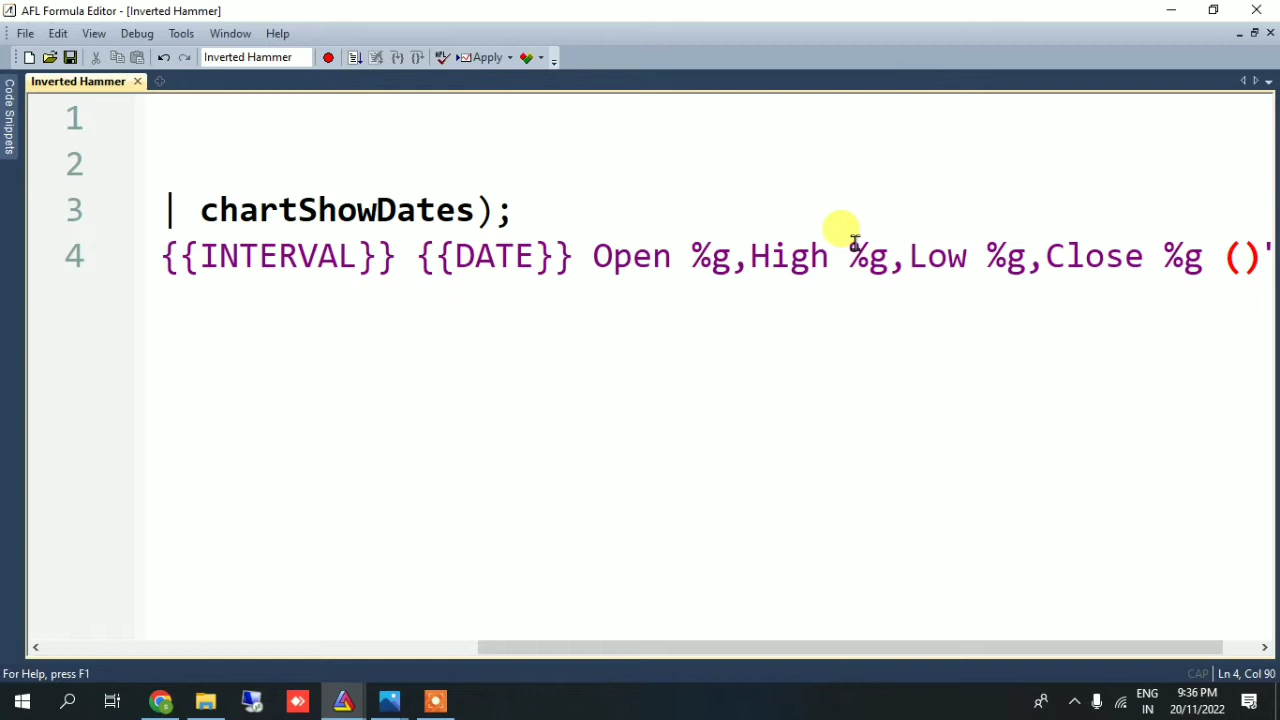 AFL Formula Editor - [Inverted Hammer]
File Edit View Debug Tools Window Help
Inverted Hammer Apply
Inverted Hammer
Code Snippets
1
2
3 | chartShowDates);
4 {{INTERVAL}} {{DATE}} Open %g,High %g,Low %g,Close %g ()"
For Help, press F1
CAP Ln 4, Col 90
ENG 9:36 PM
IN 20/11/2022